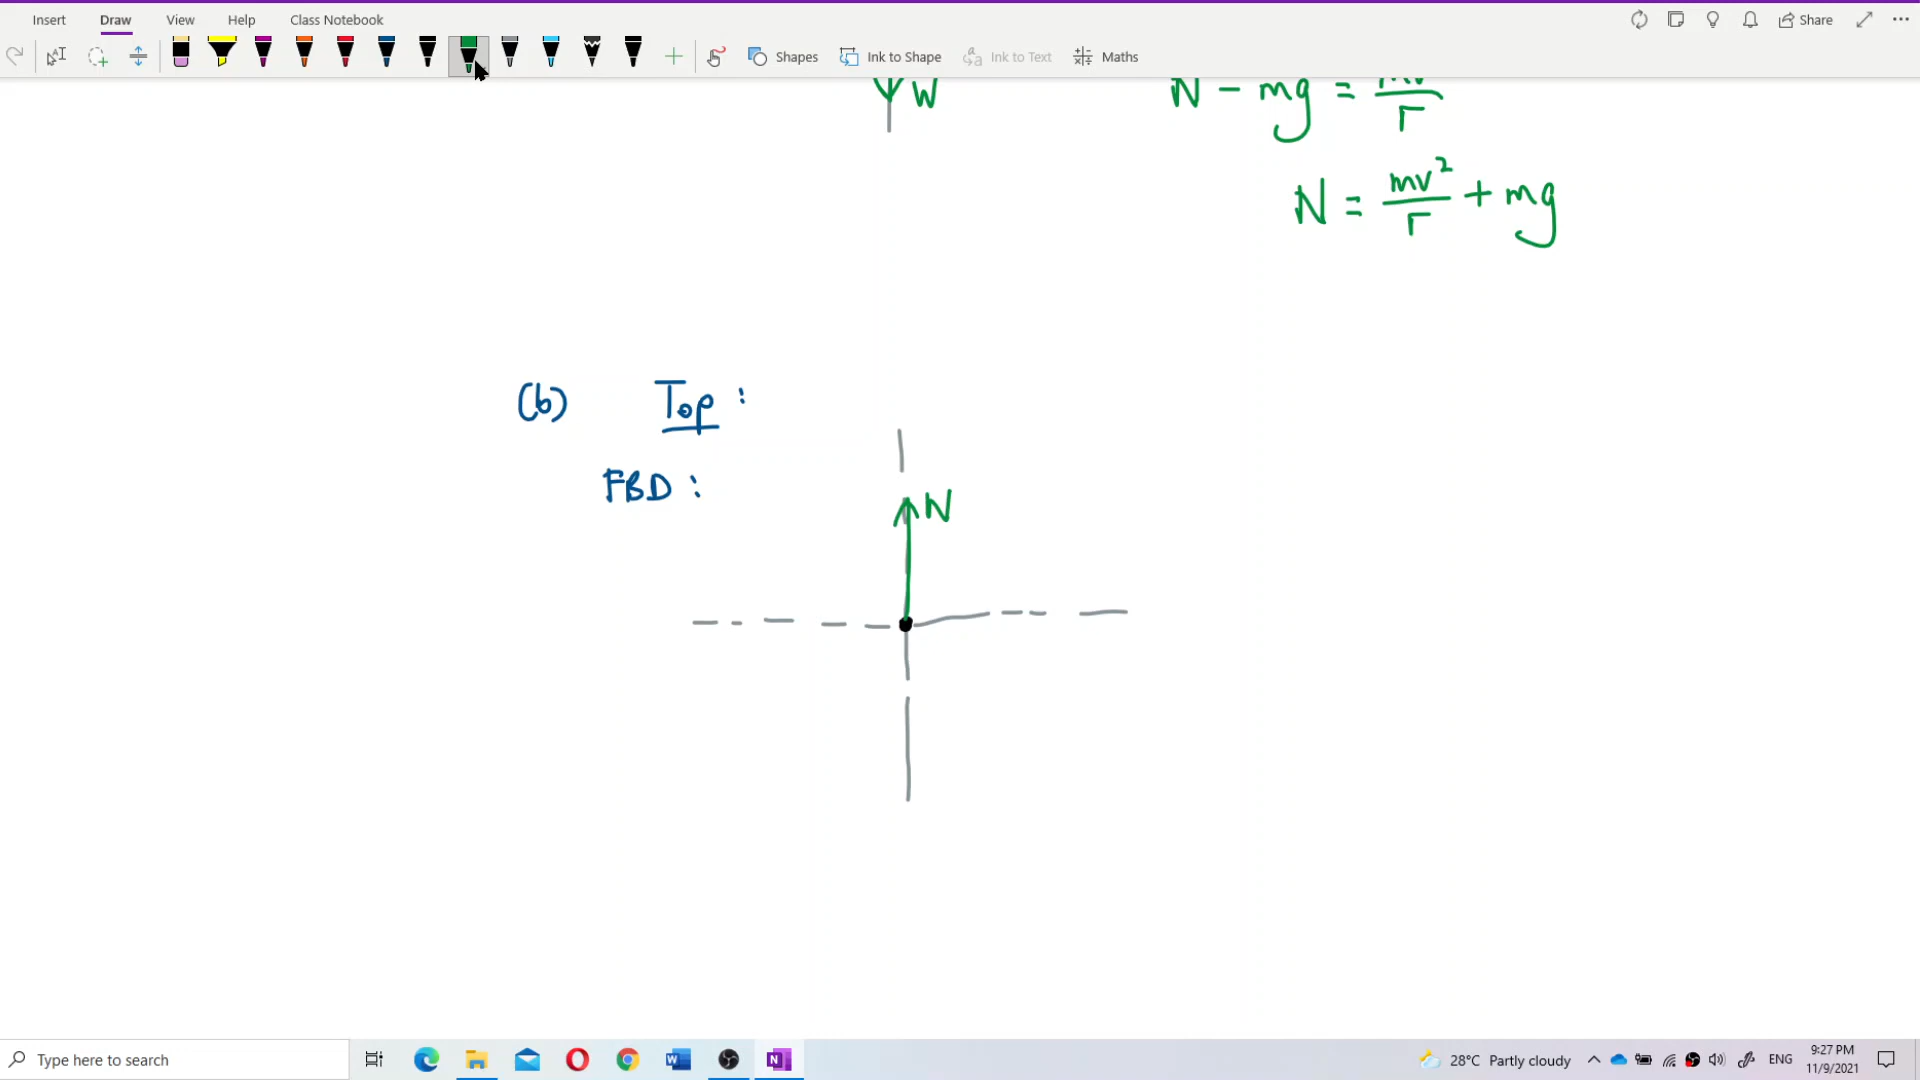 Insert Draw View Help Class Notebook Share
Shapes Ink to Shape Ink to Text Maths
W
N - mg = mv / r
N = mv² / r + mg
(b) Top :
FBD :
N
Type here to search
28°C Partly cloudy ENG 9:27 PM
11/9/2021